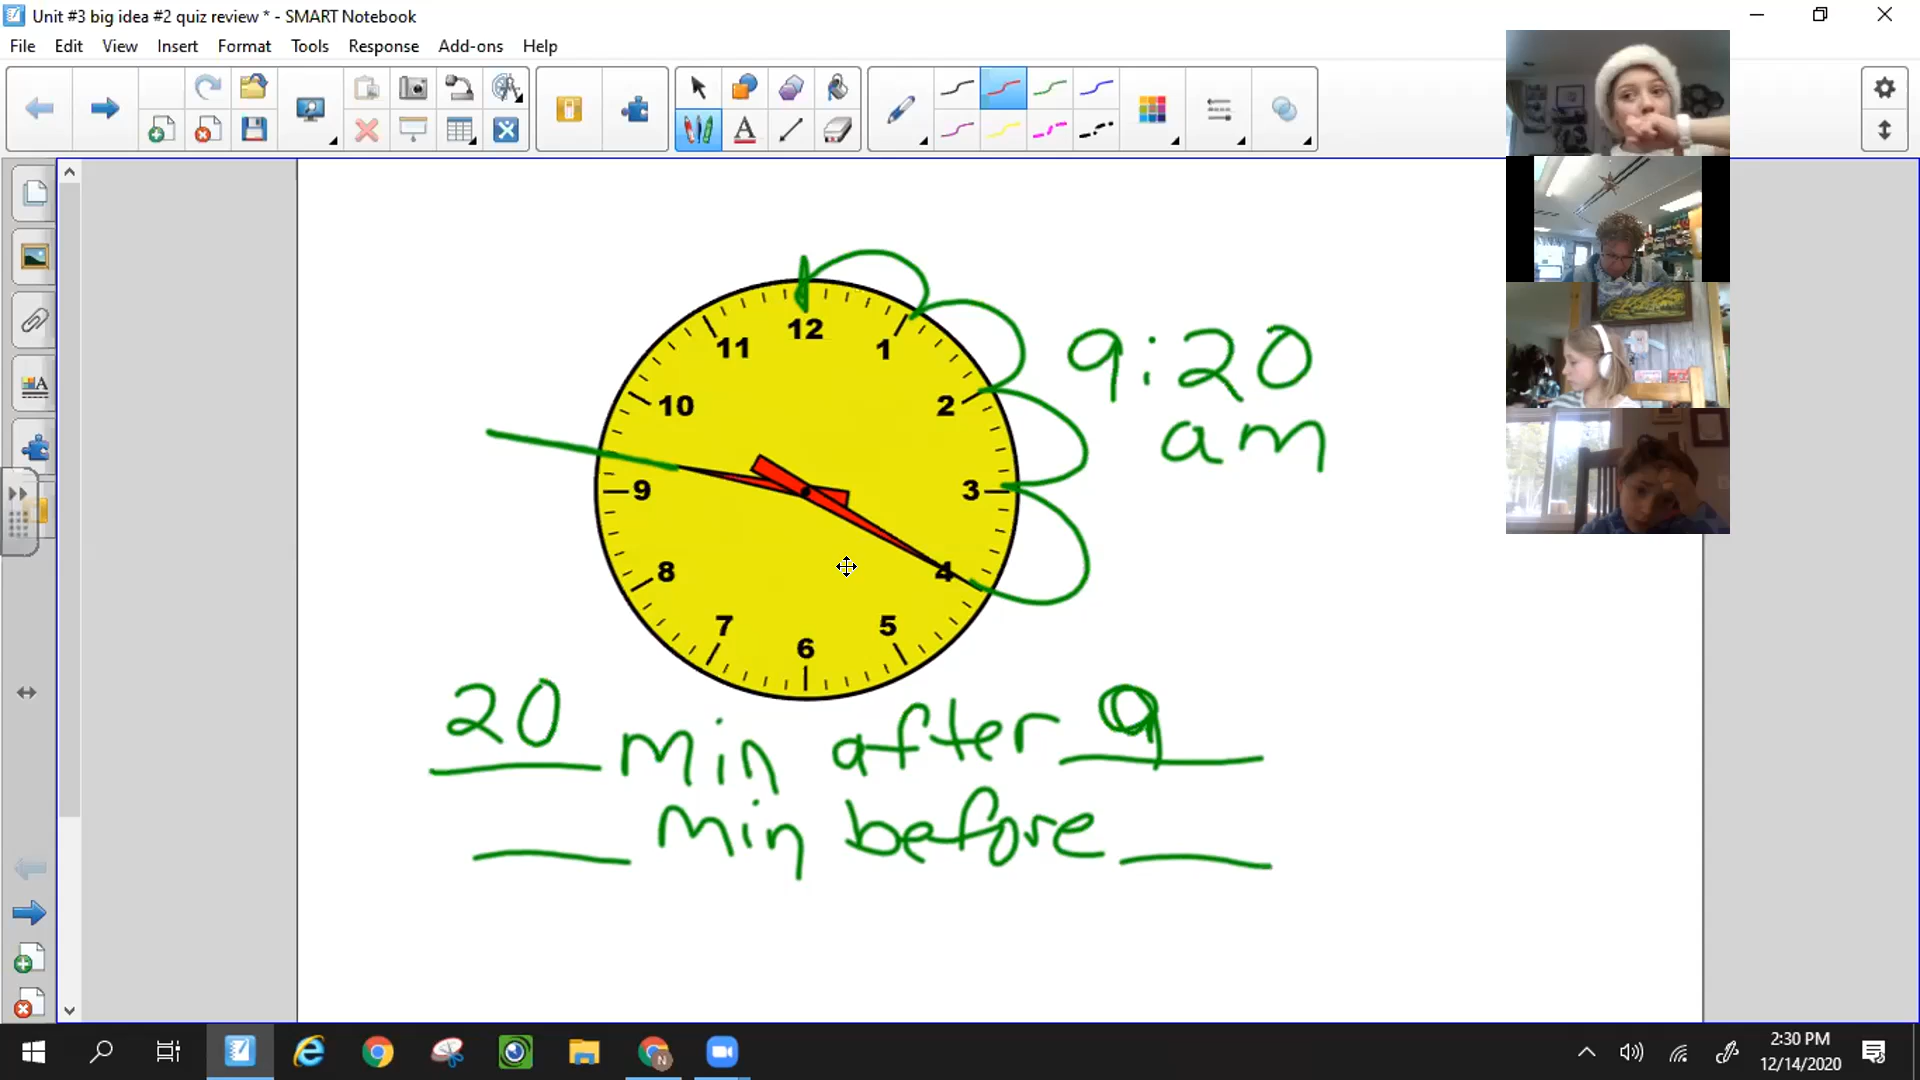 Unit #3 big idea #2 quiz review * - SMART Notebook
File Edit View Insert Format Tools Response Add-ons Help
12
11 1
10 2
9 3
8 4
7 5
6
9:20
am
20 min after 9
___ min before ___
2:30 PM
12/14/2020